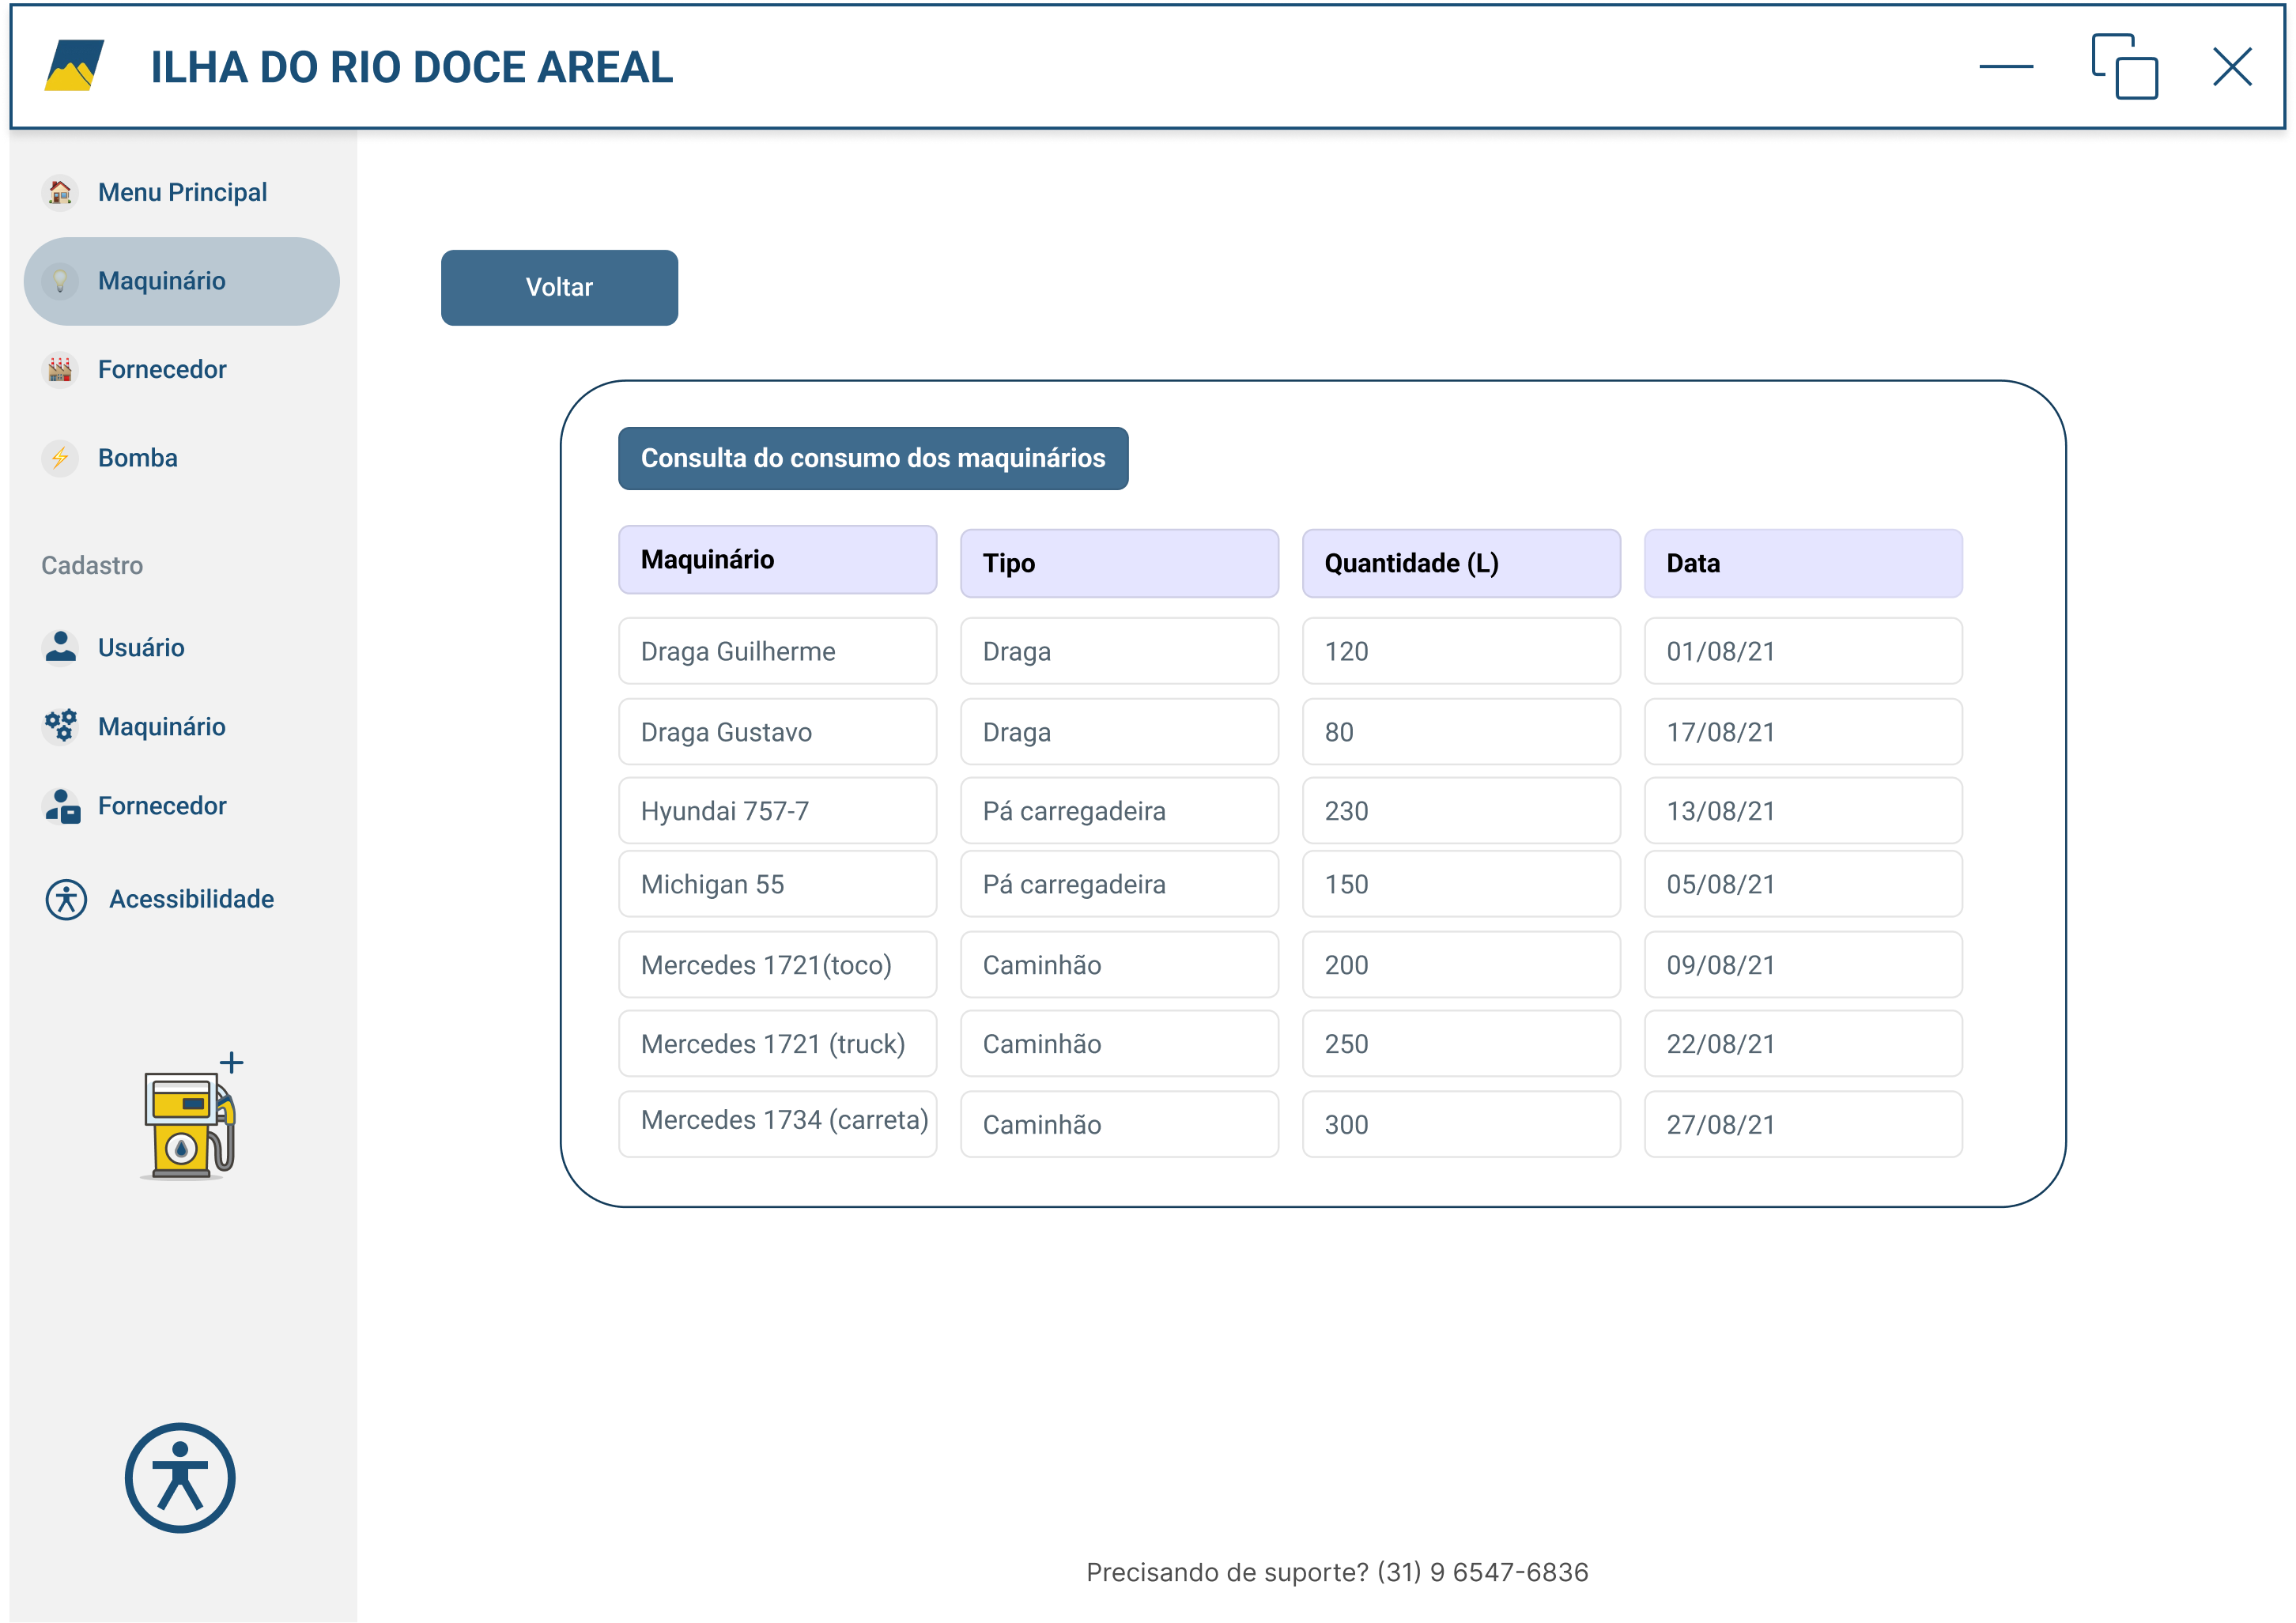 ILHA DO RIO DOCE AREAL
Menu Principal
Maquinário
Fornecedor
Bomba
Cadastro
Usuário
Maquinário
Fornecedor
Acessibilidade
Voltar
Consulta do consumo dos maquinários
Maquinário Tipo Quantidade (L) Data
Draga Guilherme Draga 120 01/08/21
Draga Gustavo Draga 80 17/08/21
Hyundai 757-7 Pá carregadeira 230 13/08/21
Michigan 55 Pá carregadeira 150 05/08/21
Mercedes 1721(toco) Caminhão 200 09/08/21
Mercedes 1721 (truck) Caminhão 250 22/08/21
Mercedes 1734 (carreta) Caminhão 300 27/08/21
Precisando de suporte? (31) 9 6547-6836